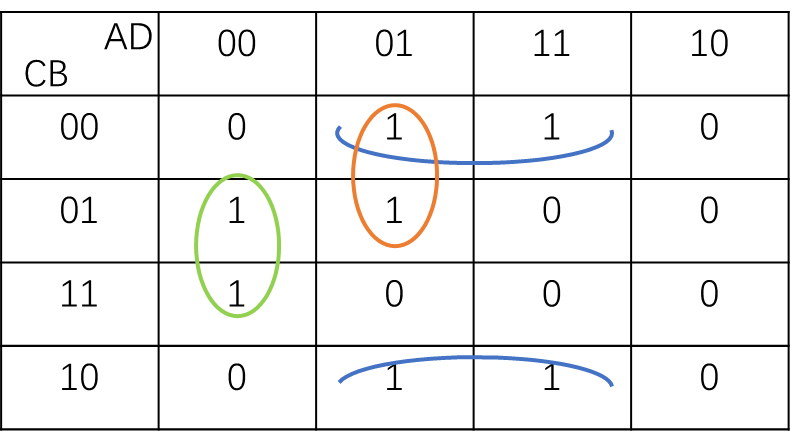 AD
CB
00 01 11 10
00 0 1 1 0
01 1 1 0 0
11 1 0 0 0
10 0 1 1 0